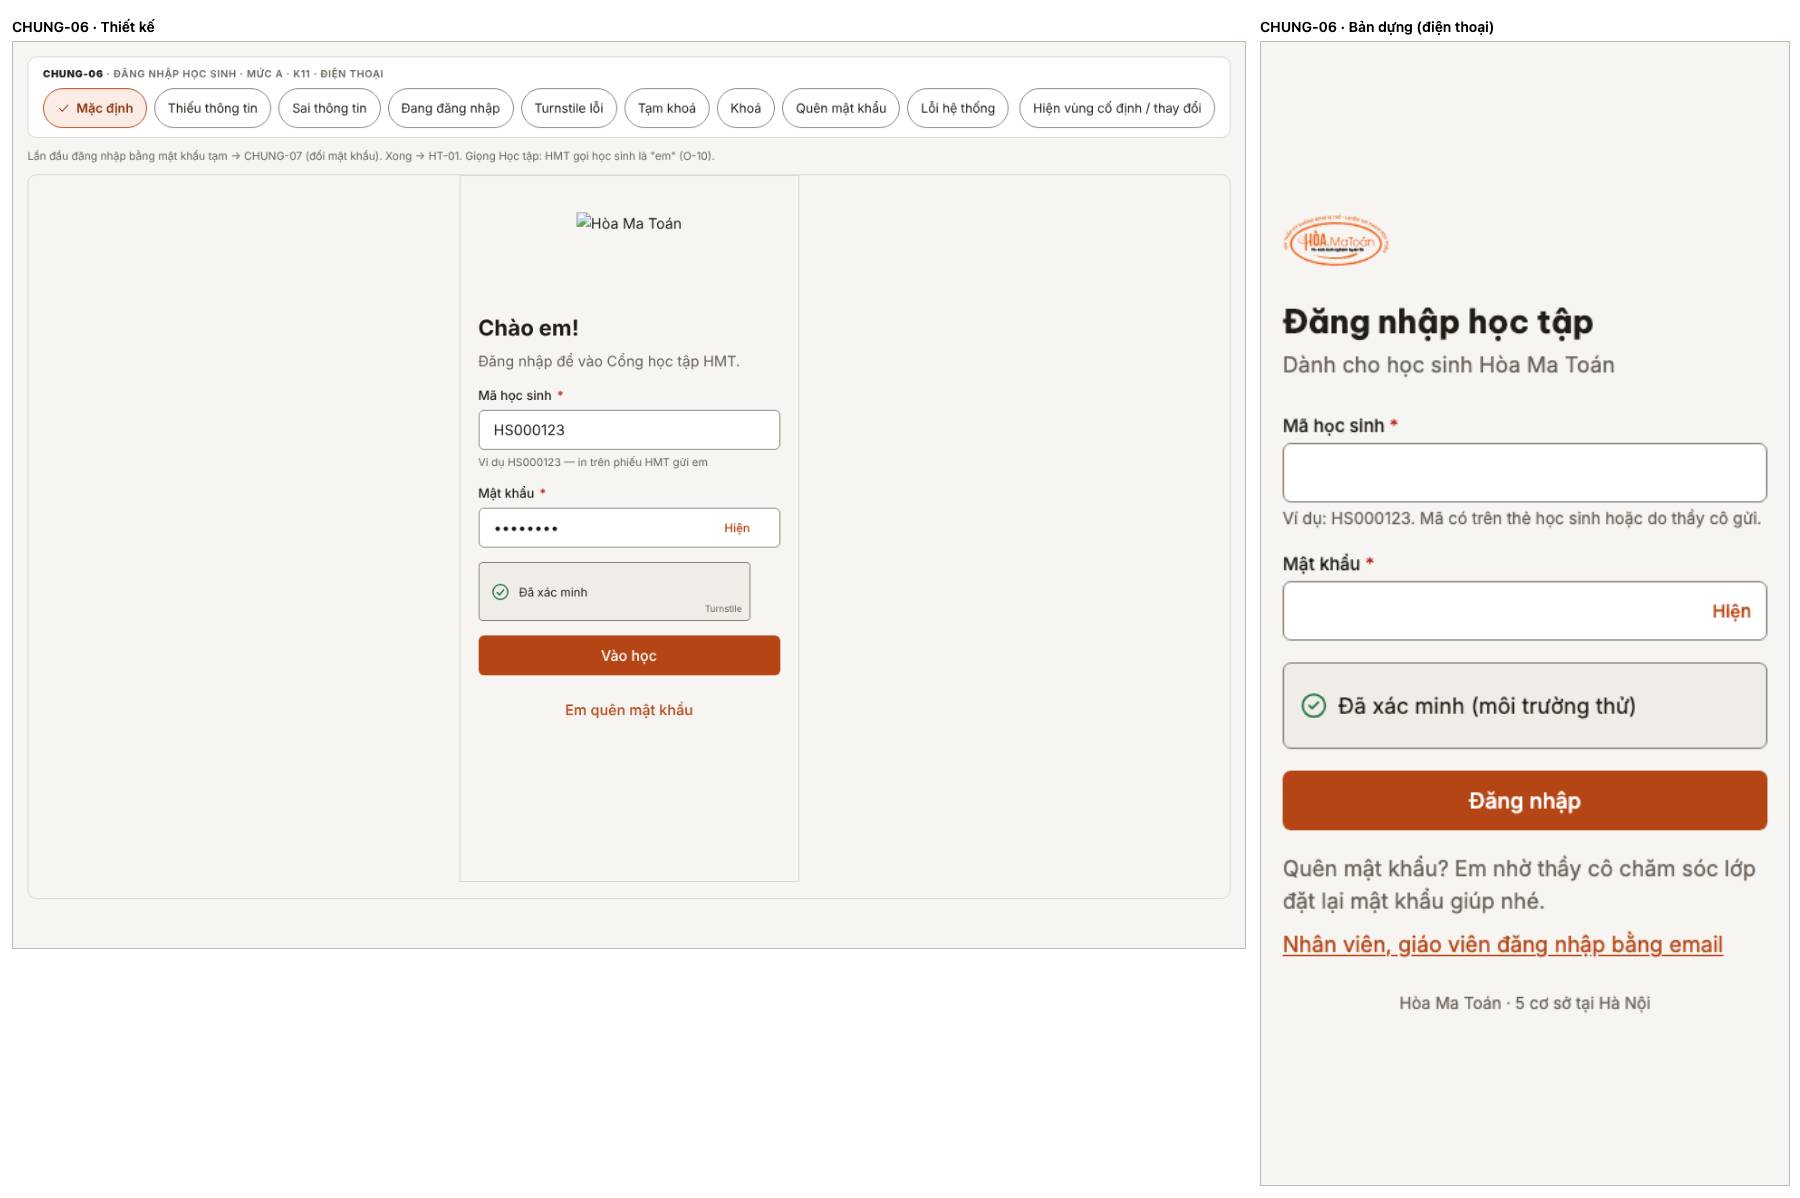 CHUNG-06 · Thiết kế
CHUNG-06 · ĐĂNG NHẬP HỌC SINH · MỨC A · K11 · ĐIỆN THOẠI
Mặc định
Thiếu thông tin
Sai thông tin
Đang đăng nhập
Turnstile lỗi
Tạm khoá
Khoá
Quên mật khẩu
Lỗi hệ thống
Hiện vùng cố định / thay đổi
Lần đầu đăng nhập bằng mật khẩu tạm → CHUNG-07 (đổi mật khẩu). Xong → HT-01. Giọng Học tập: HMT gọi học sinh là "em" (O-10).
Hòa Ma Toán
Chào em!
Đăng nhập để vào Cổng học tập HMT.
Mã học sinh *
HS000123
Ví dụ HS000123 — in trên phiếu HMT gửi em
Mật khẩu *
••••••••
Hiện
Đã xác minh
Turnstile
Vào học
Em quên mật khẩu
CHUNG-06 · Bản dựng (điện thoại)
HÒA MaToán
Đăng nhập học tập
Dành cho học sinh Hòa Ma Toán
Mã học sinh *
Ví dụ: HS000123. Mã có trên thẻ học sinh hoặc do thầy cô gửi.
Mật khẩu *
Hiện
Đã xác minh (môi trường thử)
Đăng nhập
Quên mật khẩu? Em nhờ thầy cô chăm sóc lớp
đặt lại mật khẩu giúp nhé.
Nhân viên, giáo viên đăng nhập bằng email
Hòa Ma Toán · 5 cơ sở tại Hà Nội